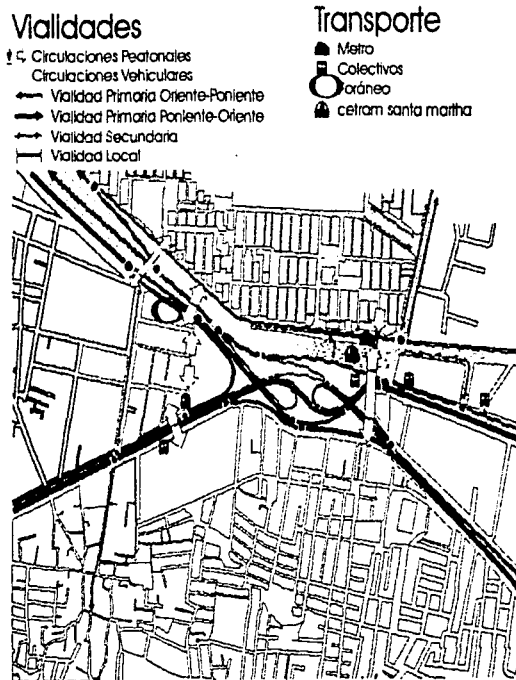 Vialidades
Circulaciones Peatonales
Circulaciones Vehiculares
Vialidad Primaria Oriente-Poniente
Vialidad Primaria Poniente-Oriente
Vialidad Secundaria
Vialidad Local
Transporte
Metro
Colectivos
oráneo
cetram santa martha